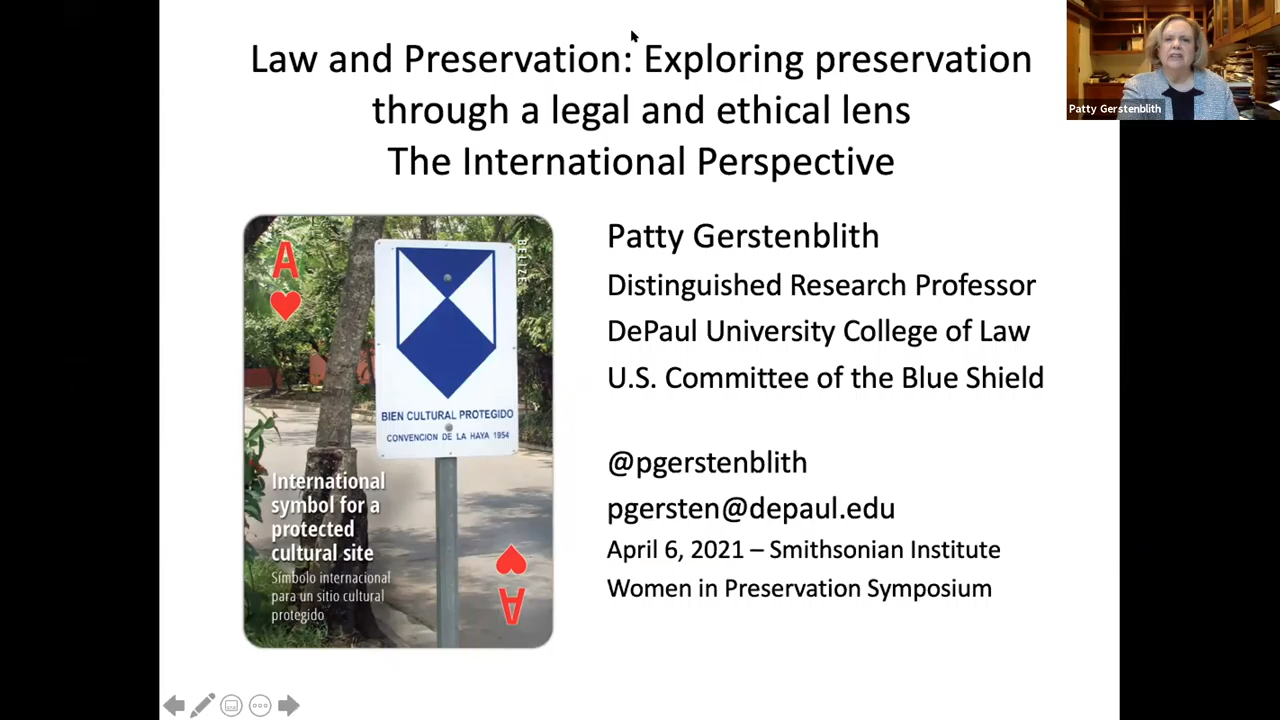 Law and Preservation: Exploring preservation
through a legal and ethical lens
The International Perspective
Patty Gerstenblith
A
BELIZE
BIEN CULTURAL PROTEGIDO
CONVENCION DE LA HAYA 1954
International
symbol for a
protected
cultural site
Símbolo internacional
para un sitio cultural
protegido
A
Patty Gerstenblith
Distinguished Research Professor
DePaul University College of Law
U.S. Committee of the Blue Shield
@pgerstenblith
pgersten@depaul.edu
April 6, 2021 – Smithsonian Institute
Women in Preservation Symposium